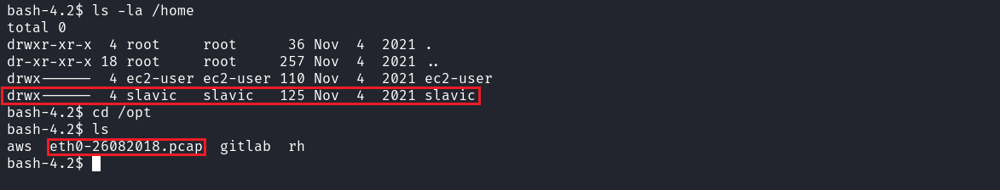 bash-4.2$ ls -la /home
total 0
drwxr-xr-x  4 root     root      36 Nov  4  2021 .
dr-xr-xr-x 18 root     root     257 Nov  4  2021 ..
drwx------  4 ec2-user ec2-user 110 Nov  4  2021 ec2-user
drwx------  4 slavic   slavic   125 Nov  4  2021 slavic
bash-4.2$ cd /opt
bash-4.2$ ls
aws  eth0-26082018.pcap  gitlab  rh
bash-4.2$